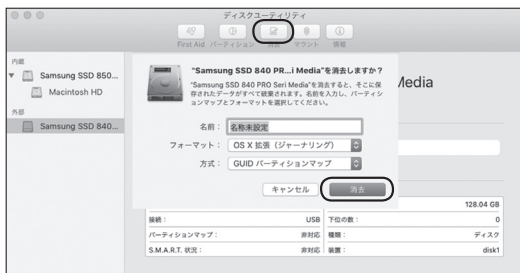 ディスクユーティリティ
First Aid パーティション 消去 マウント 情報
内蔵
Samsung SSD 850...
Macintosh HD
外部
Samsung SSD 840...
"Samsung SSD 840 PR...i Media"を消去しますか？
"Samsung SSD 840 PRO Seri Media"を消去すると、そこに保
存されたデータがすべて破棄されます。名前を入力し、パーティシ
ョンマップとフォーマットを選択してください。
名前：名称未設定
フォーマット：OS X 拡張（ジャーナリング）
方式：GUID パーティションマップ
キャンセル 消去
Media
128.04 GB
接続： USB 下位の数： 0
パーティションマップ： 非対応 種類： ディスク
S.M.A.R.T. 状況： 非対応 装置： disk1